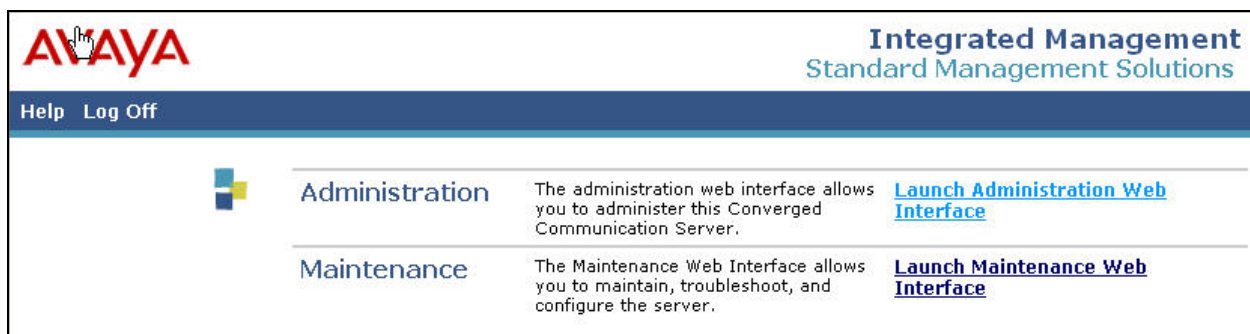 AVAYA
Integrated Management
Standard Management Solutions
Help Log Off
Administration
The administration web interface allows
you to administer this Converged
Communication Server.
Launch Administration Web
Interface
Maintenance
The Maintenance Web Interface allows
you to maintain, troubleshoot, and
configure the server.
Launch Maintenance Web
Interface